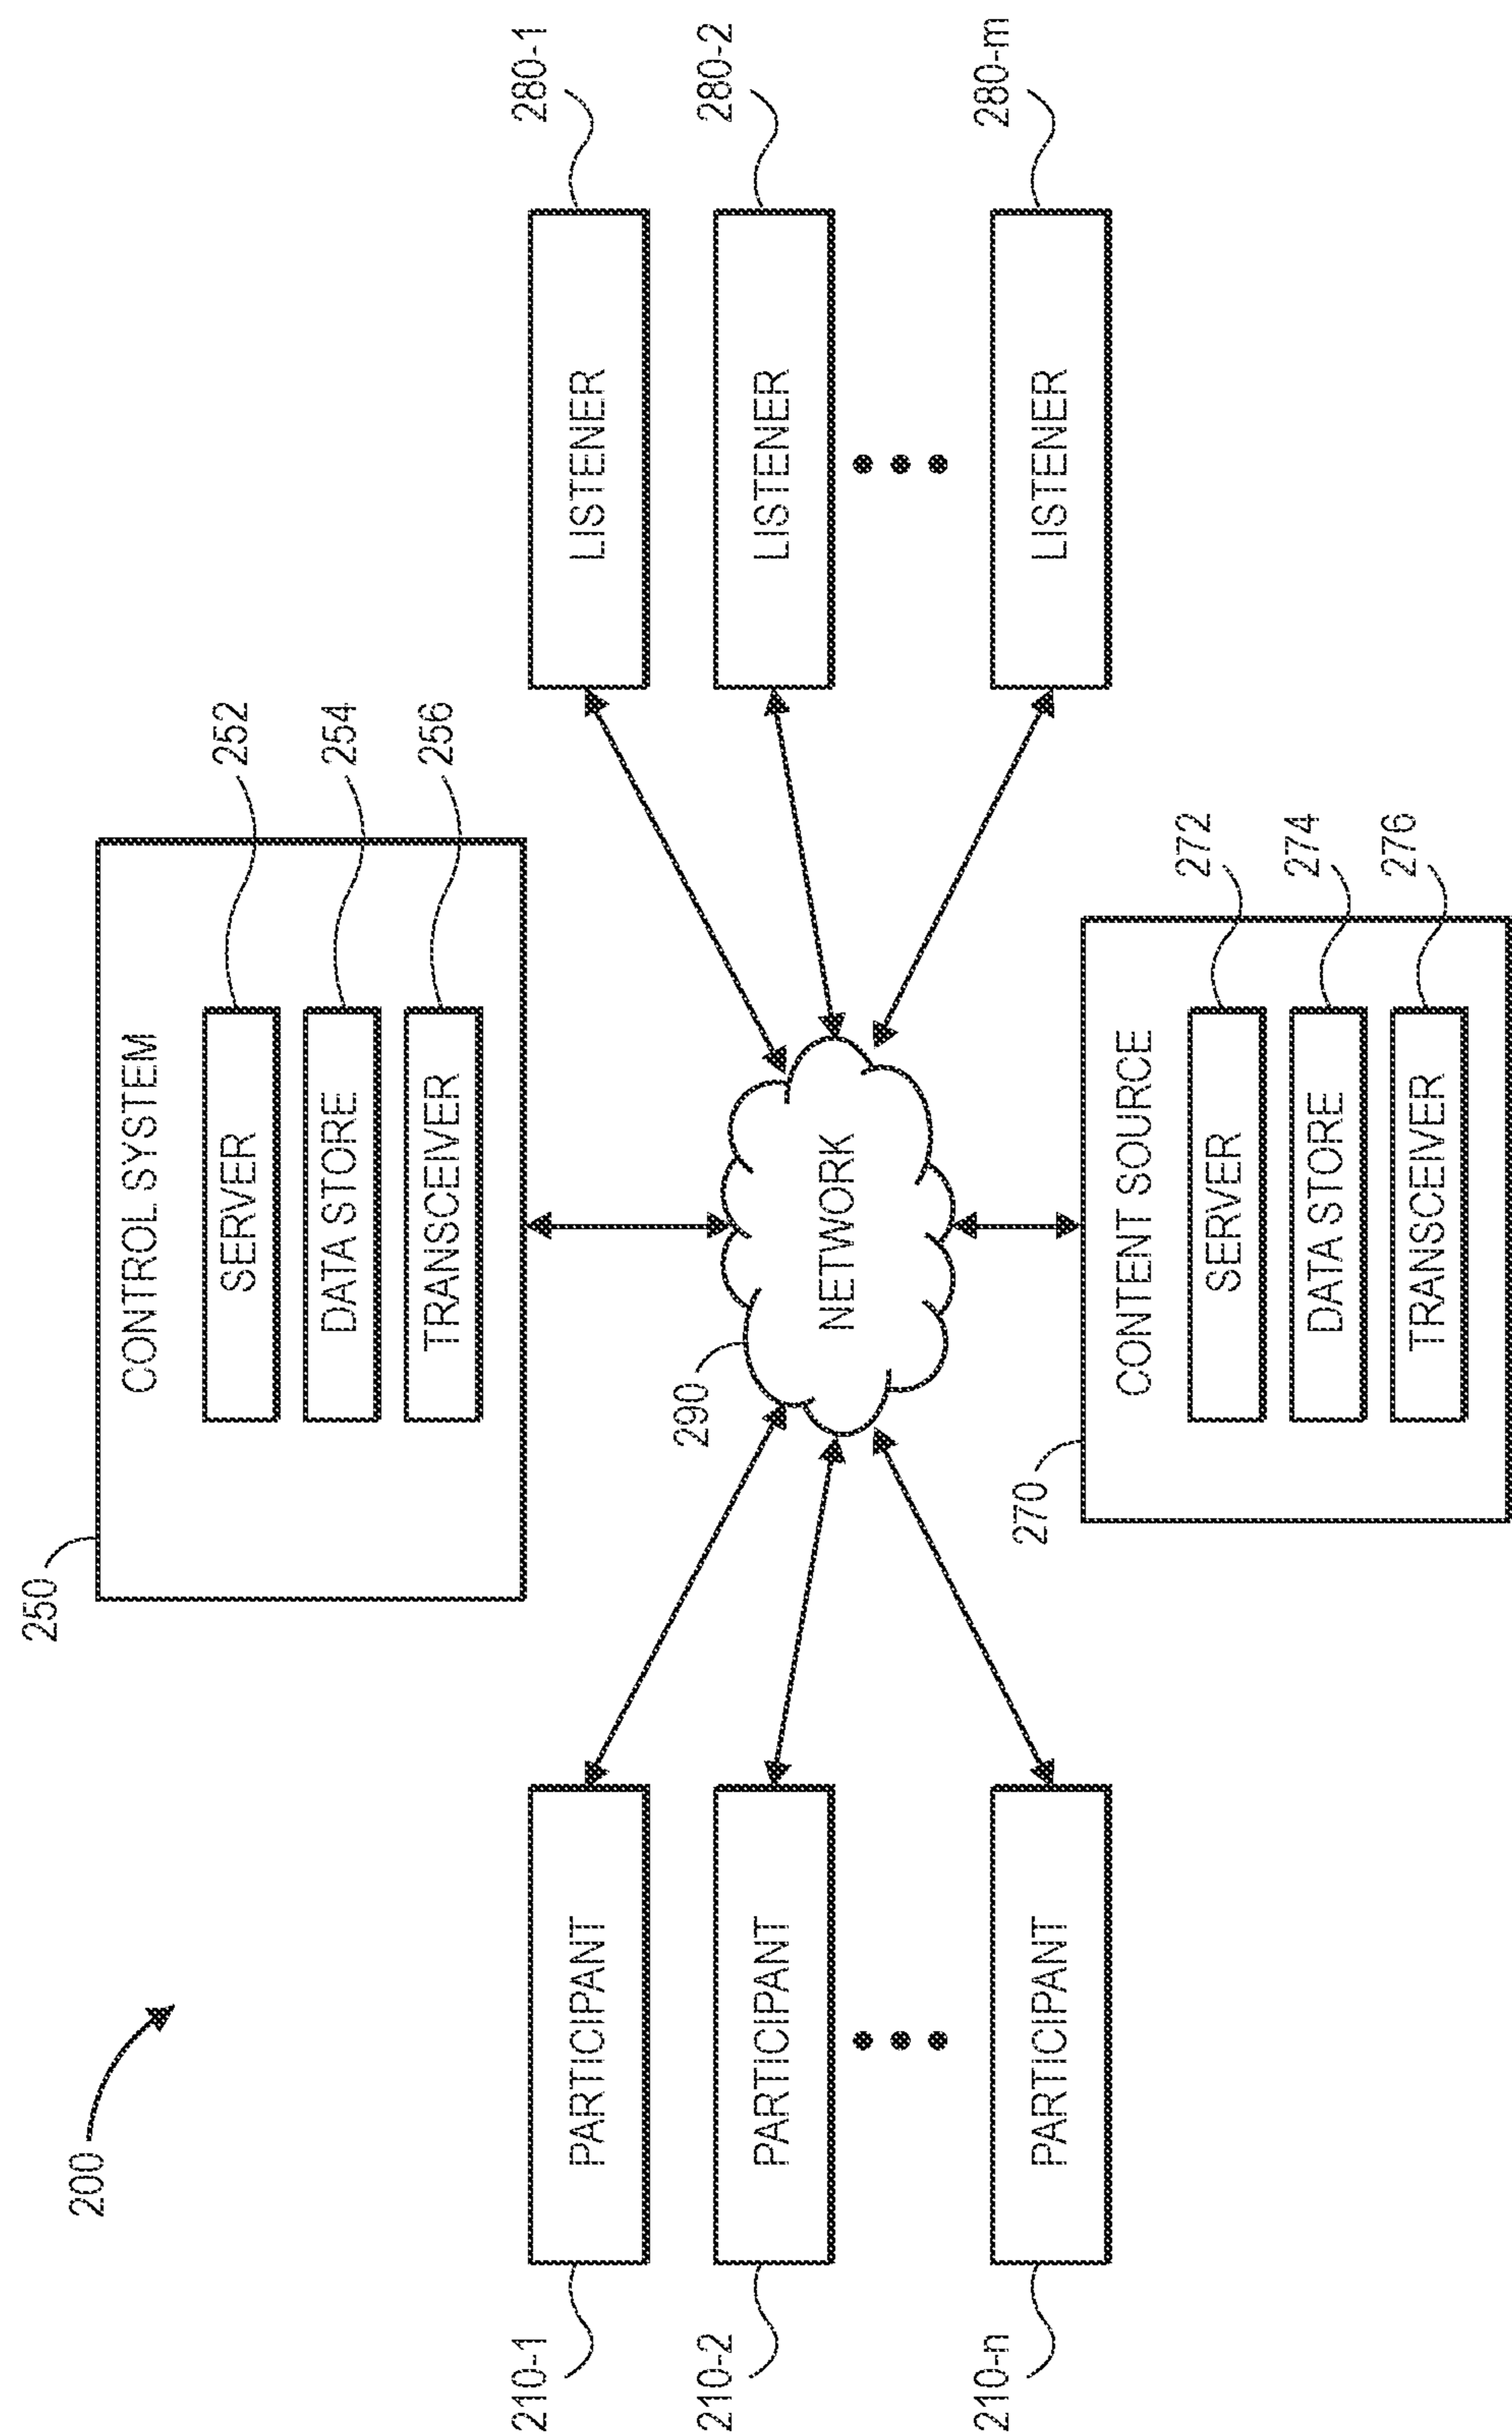 200
250
CONTROL SYSTEM
SERVER
252
DATA STORE
254
TRANSCEIVER
256
210-1
PARTICIPANT
LISTENER
280-1
210-2
PARTICIPANT
290
NETWORK
LISTENER
280-2
210-n
PARTICIPANT
LISTENER
280-m
270
CONTENT SOURCE
SERVER
272
DATA STORE
274
TRANSCEIVER
276